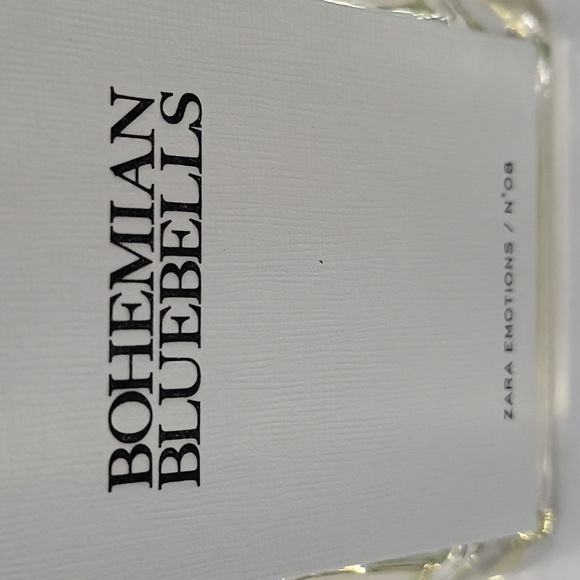 BOHEMIAN
BLUEBELLS
ZARA EMOTIONS / N°08